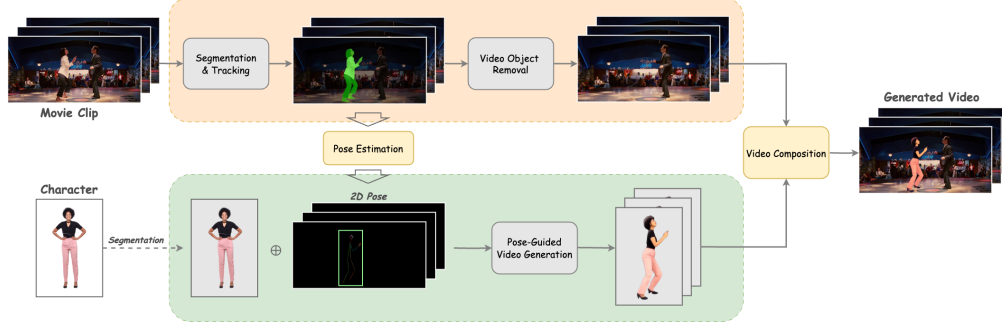 Segmentation
& Tracking
Video Object
Removal
Movie Clip
Generated Video
Pose Estimation
Video Composition
Character
2D Pose
Segmentation
Pose-Guided
Video Generation